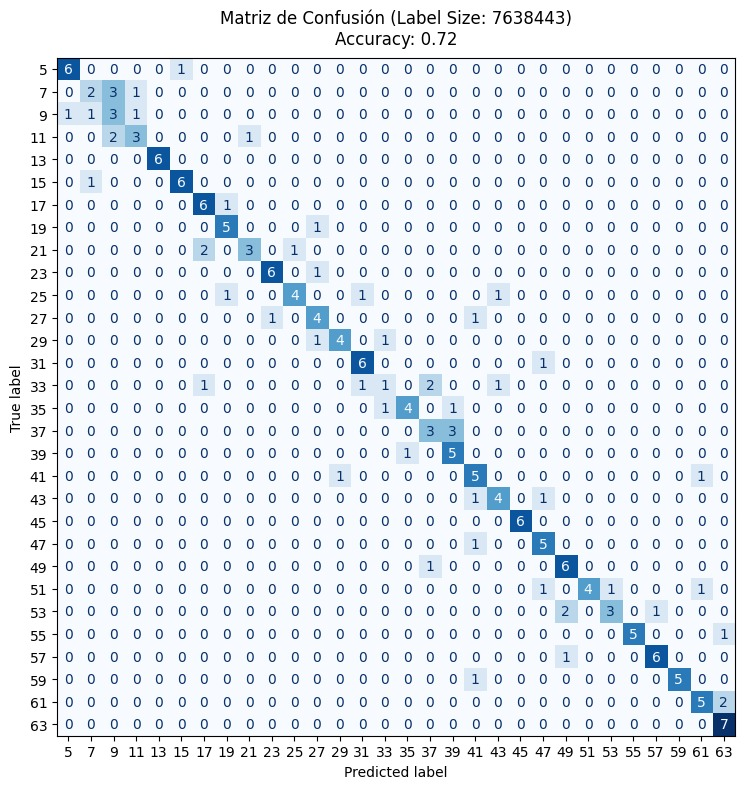 Matriz de Confusión (Label Size: 7638443)
Accuracy: 0.72
5 6 0 0 0 0 1 0 0 0 0 0 0 0 0 0 0 0 0 0 0 0 0 0 0 0 0 0 0 0 0
7 0 2 3 1 0 0 0 0 0 0 0 0 0 0 0 0 0 0 0 0 0 0 0 0 0 0 0 0 0 0
9 1 1 3 1 0 0 0 0 0 0 0 0 0 0 0 0 0 0 0 0 0 0 0 0 0 0 0 0 0 0
11 0 0 2 3 0 0 0 0 1 0 0 0 0 0 0 0 0 0 0 0 0 0 0 0 0 0 0 0 0 0
13 0 0 0 0 6 0 0 0 0 0 0 0 0 0 0 0 0 0 0 0 0 0 0 0 0 0 0 0 0 0
15 0 1 0 0 0 6 0 0 0 0 0 0 0 0 0 0 0 0 0 0 0 0 0 0 0 0 0 0 0 0
17 0 0 0 0 0 0 6 1 0 0 0 0 0 0 0 0 0 0 0 0 0 0 0 0 0 0 0 0 0 0
19 0 0 0 0 0 0 0 5 0 0 0 1 0 0 0 0 0 0 0 0 0 0 0 0 0 0 0 0 0 0
21 0 0 0 0 0 0 2 0 3 0 1 0 0 0 0 0 0 0 0 0 0 0 0 0 0 0 0 0 0 0
23 0 0 0 0 0 0 0 0 0 6 0 1 0 0 0 0 0 0 0 0 0 0 0 0 0 0 0 0 0 0
25 0 0 0 0 0 0 0 1 0 0 4 0 0 1 0 0 0 0 0 1 0 0 0 0 0 0 0 0 0 0
27 0 0 0 0 0 0 0 0 0 1 0 4 0 0 0 0 0 0 1 0 0 0 0 0 0 0 0 0 0 0
29 0 0 0 0 0 0 0 0 0 0 0 1 4 0 1 0 0 0 0 0 0 0 0 0 0 0 0 0 0 0
31 0 0 0 0 0 0 0 0 0 0 0 0 0 6 0 0 0 0 0 0 0 1 0 0 0 0 0 0 0 0
33 0 0 0 0 0 0 1 0 0 0 0 0 0 1 1 0 2 0 0 1 0 0 0 0 0 0 0 0 0 0
35 0 0 0 0 0 0 0 0 0 0 0 0 0 0 1 4 0 1 0 0 0 0 0 0 0 0 0 0 0 0
37 0 0 0 0 0 0 0 0 0 0 0 0 0 0 0 0 3 3 0 0 0 0 0 0 0 0 0 0 0 0
39 0 0 0 0 0 0 0 0 0 0 0 0 0 0 0 1 0 5 0 0 0 0 0 0 0 0 0 0 0 0
41 0 0 0 0 0 0 0 0 0 0 0 0 1 0 0 0 0 0 5 0 0 0 0 0 0 0 0 0 1 0
43 0 0 0 0 0 0 0 0 0 0 0 0 0 0 0 0 0 0 1 4 0 1 0 0 0 0 0 0 0 0
45 0 0 0 0 0 0 0 0 0 0 0 0 0 0 0 0 0 0 0 0 6 0 0 0 0 0 0 0 0 0
47 0 0 0 0 0 0 0 0 0 0 0 0 0 0 0 0 0 0 1 0 0 5 0 0 0 0 0 0 0 0
49 0 0 0 0 0 0 0 0 0 0 0 0 0 0 0 0 1 0 0 0 0 0 6 0 0 0 0 0 0 0
51 0 0 0 0 0 0 0 0 0 0 0 0 0 0 0 0 0 0 0 0 0 1 0 4 1 0 0 0 1 0
53 0 0 0 0 0 0 0 0 0 0 0 0 0 0 0 0 0 0 0 0 0 0 2 0 3 0 1 0 0 0
55 0 0 0 0 0 0 0 0 0 0 0 0 0 0 0 0 0 0 0 0 0 0 0 0 0 5 0 0 0 1
57 0 0 0 0 0 0 0 0 0 0 0 0 0 0 0 0 0 0 0 0 0 0 1 0 0 0 6 0 0 0
59 0 0 0 0 0 0 0 0 0 0 0 0 0 0 0 0 0 0 1 0 0 0 0 0 0 0 0 5 0 0
61 0 0 0 0 0 0 0 0 0 0 0 0 0 0 0 0 0 0 0 0 0 0 0 0 0 0 0 0 5 2
63 0 0 0 0 0 0 0 0 0 0 0 0 0 0 0 0 0 0 0 0 0 0 0 0 0 0 0 0 0 7
5 7 9 11 13 15 17 19 21 23 25 27 29 31 33 35 37 39 41 43 45 47 49 51 53 55 57 59 61 63
Predicted label
True label